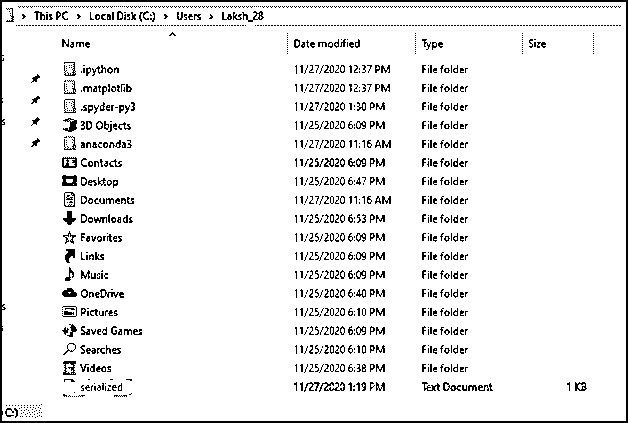 > This PC > Local Disk (C:) > Users > Laksh_28
Name Date modified Type Size
.ipython 11/27/2020 12:37 PM File folder
.matplotlib 11/27/2020 12:37 PM File folder
.spyder-py3 11/27/2020 1:30 PM File folder
3D Objects 11/25/2020 6:09 PM File folder
anaconda3 11/27/2020 11:16 AM File folder
Contacts 11/25/2020 6:09 PM File folder
Desktop 11/25/2020 6:47 PM File folder
Documents 11/27/2020 11:16 AM File folder
Downloads 11/25/2020 6:53 PM File folder
Favorites 11/25/2020 6:09 PM File folder
Links 11/25/2020 6:09 PM File folder
Music 11/25/2020 6:09 PM File folder
OneDrive 11/25/2020 6:40 PM File folder
Pictures 11/25/2020 6:10 PM File folder
Saved Games 11/25/2020 6:09 PM File folder
Searches 11/25/2020 6:10 PM File folder
Videos 11/25/2020 6:38 PM File folder
serialized 11/27/2020 1:19 PM Text Document 1 KB
C:)